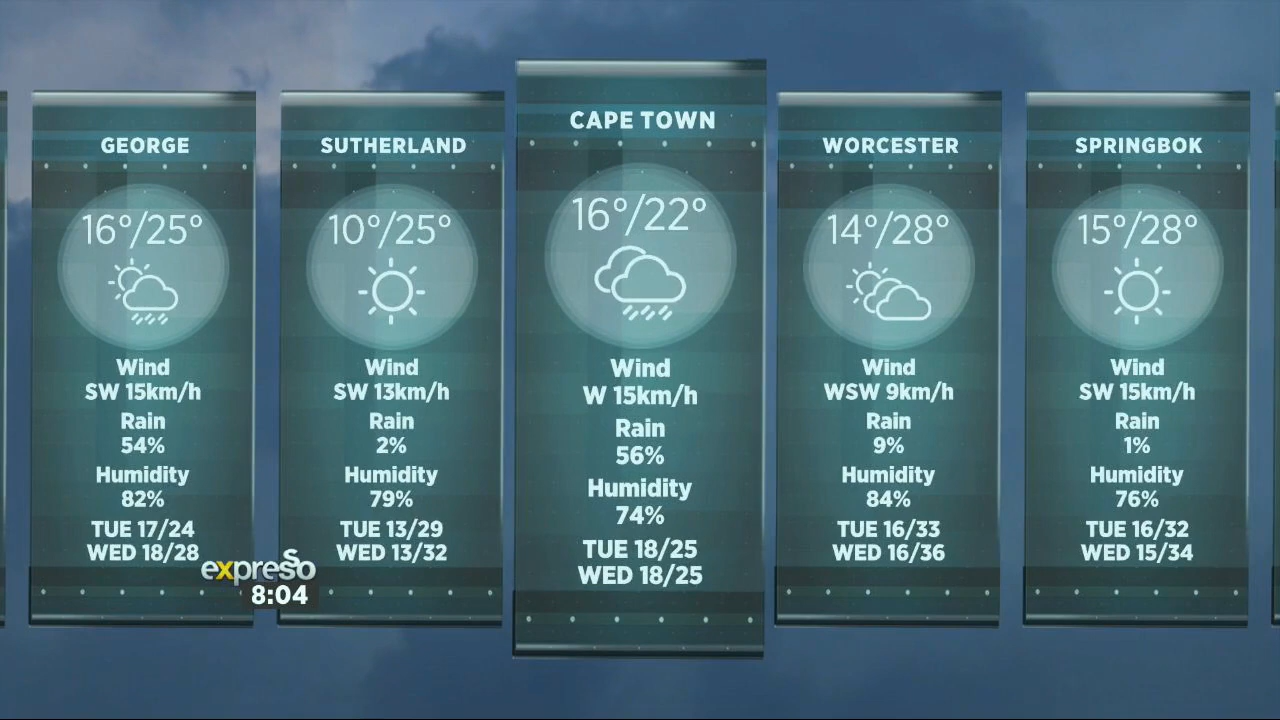 GEORGE
16°/25°
Wind
SW 15km/h
Rain
54%
Humidity
82%
TUE 17/24
WED 18/28
SUTHERLAND
10°/25°
Wind
SW 13km/h
Rain
2%
Humidity
79%
TUE 13/29
WED 13/32
CAPE TOWN
16°/22°
Wind
W 15km/h
Rain
56%
Humidity
74%
TUE 18/25
WED 18/25
WORCESTER
14°/28°
Wind
WSW 9km/h
Rain
9%
Humidity
84%
TUE 16/33
WED 16/36
SPRINGBOK
15°/28°
Wind
SW 15km/h
Rain
1%
Humidity
76%
TUE 16/32
WED 15/34
expresso
8:04